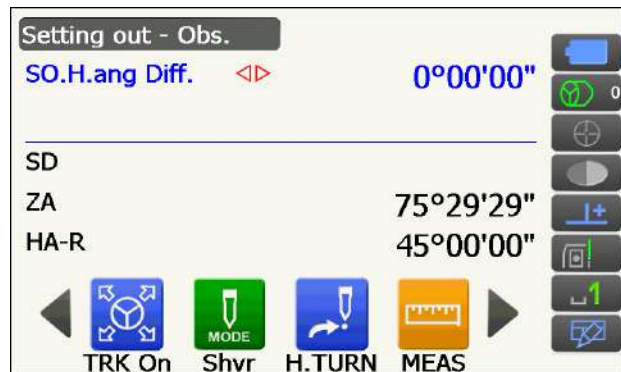 Setting out - Obs.
SO.H.ang Diff. ◁▷ 0°00'00"
0
SD
ZA 75°29'29"
HA-R 45°00'00"
1
MODE
TRK On Shvr H.TURN MEAS